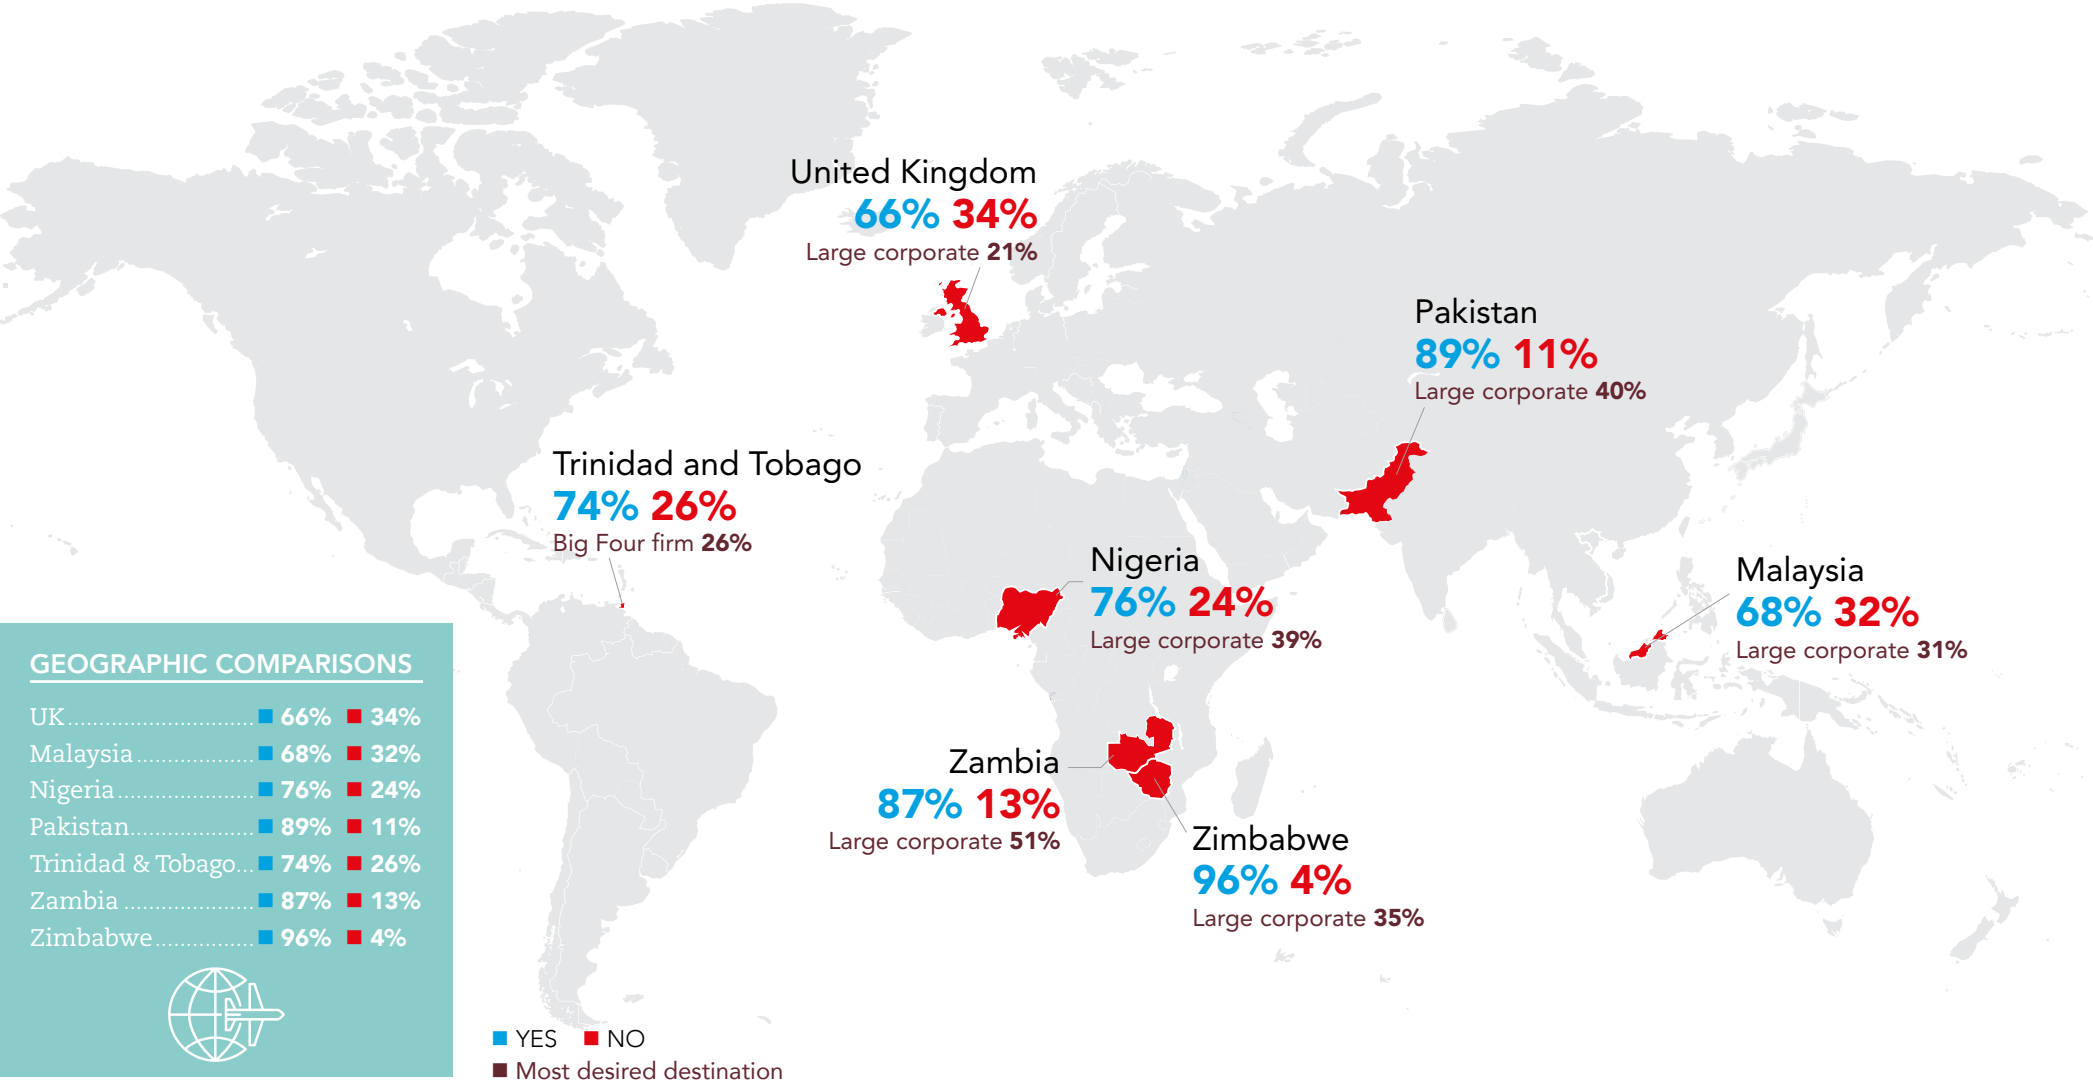 United Kingdom
66% 34%
Large corporate 21%
Pakistan
89% 11%
Large corporate 40%
Trinidad and Tobago
74% 26%
Big Four firm 26%
Nigeria
76% 24%
Large corporate 39%
Malaysia
68% 32%
Large corporate 31%
Zambia
87% 13%
Large corporate 51%
Zimbabwe
96% 4%
Large corporate 35%
GEOGRAPHIC COMPARISONS
UK 66% 34%
Malaysia 68% 32%
Nigeria 76% 24%
Pakistan 89% 11%
Trinidad & Tobago 74% 26%
Zambia 87% 13%
Zimbabwe 96% 4%
YES NO
Most desired destination